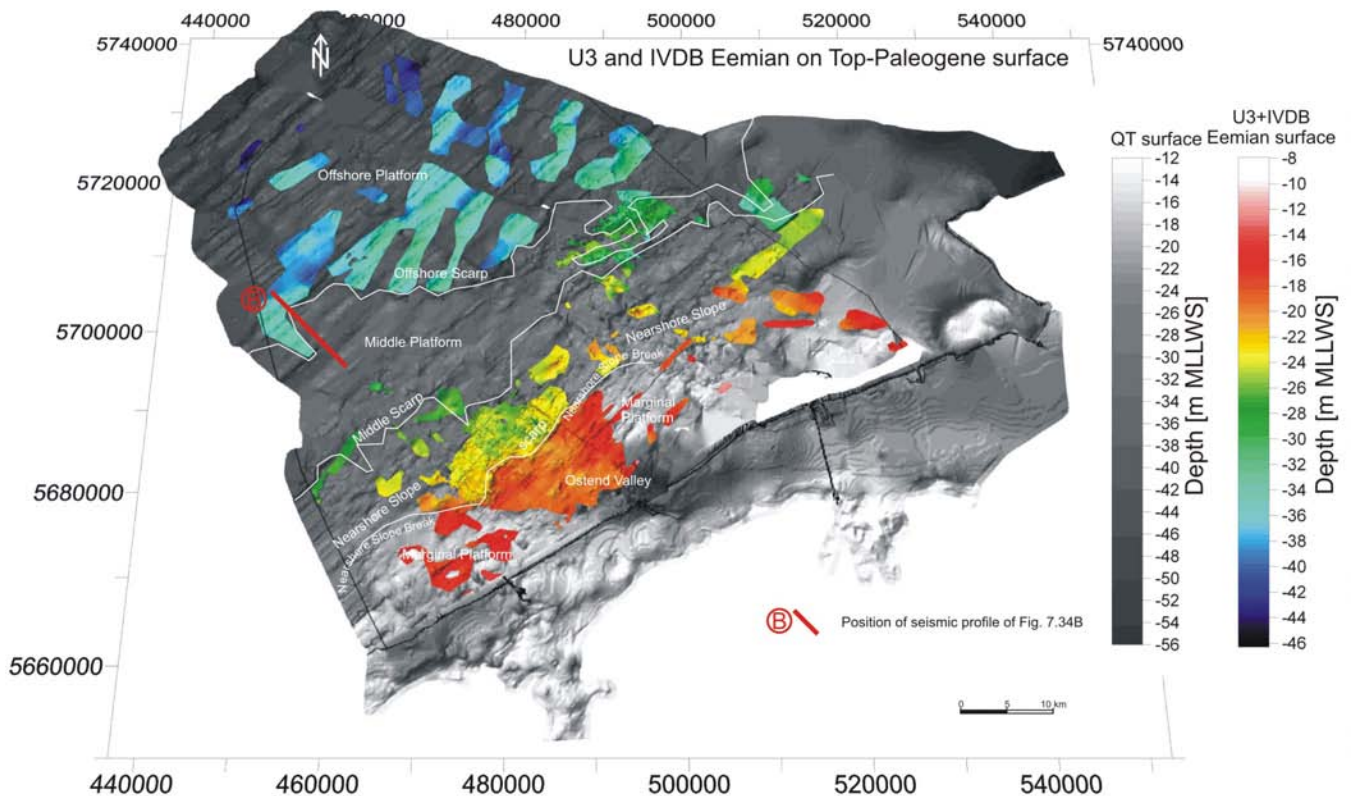 440000 480000 500000 520000 540000
5740000
5740000
U3 and IVDB Eemian on Top-Paleogene surface
N
5720000
5700000
5680000
5660000
Offshore Platform
Offshore Scarp
B
Middle Platform
Nearshore Slope
Nearshore Slope Break
Middle Scarp
Marginal
Platform
scarp
Ostend Valley
Nearshore Slope
Nearshore Slope Break
Marginal Platform
QT surface
-12
-14
-16
-18
-20
-22
-24
-26
-28
-30
-32
-34
-36
-38
-40
-42
-44
-46
-48
-50
-52
-54
-56
Depth [m MLLWS]
U3+IVDB
Eemian surface
-8
-10
-12
-14
-16
-18
-20
-22
-24
-26
-28
-30
-32
-34
-36
-38
-40
-42
-44
-46
Depth [m MLLWS]
B Position of seismic profile of Fig. 7.34B
0 5 10 km
440000 460000 480000 500000 520000 540000